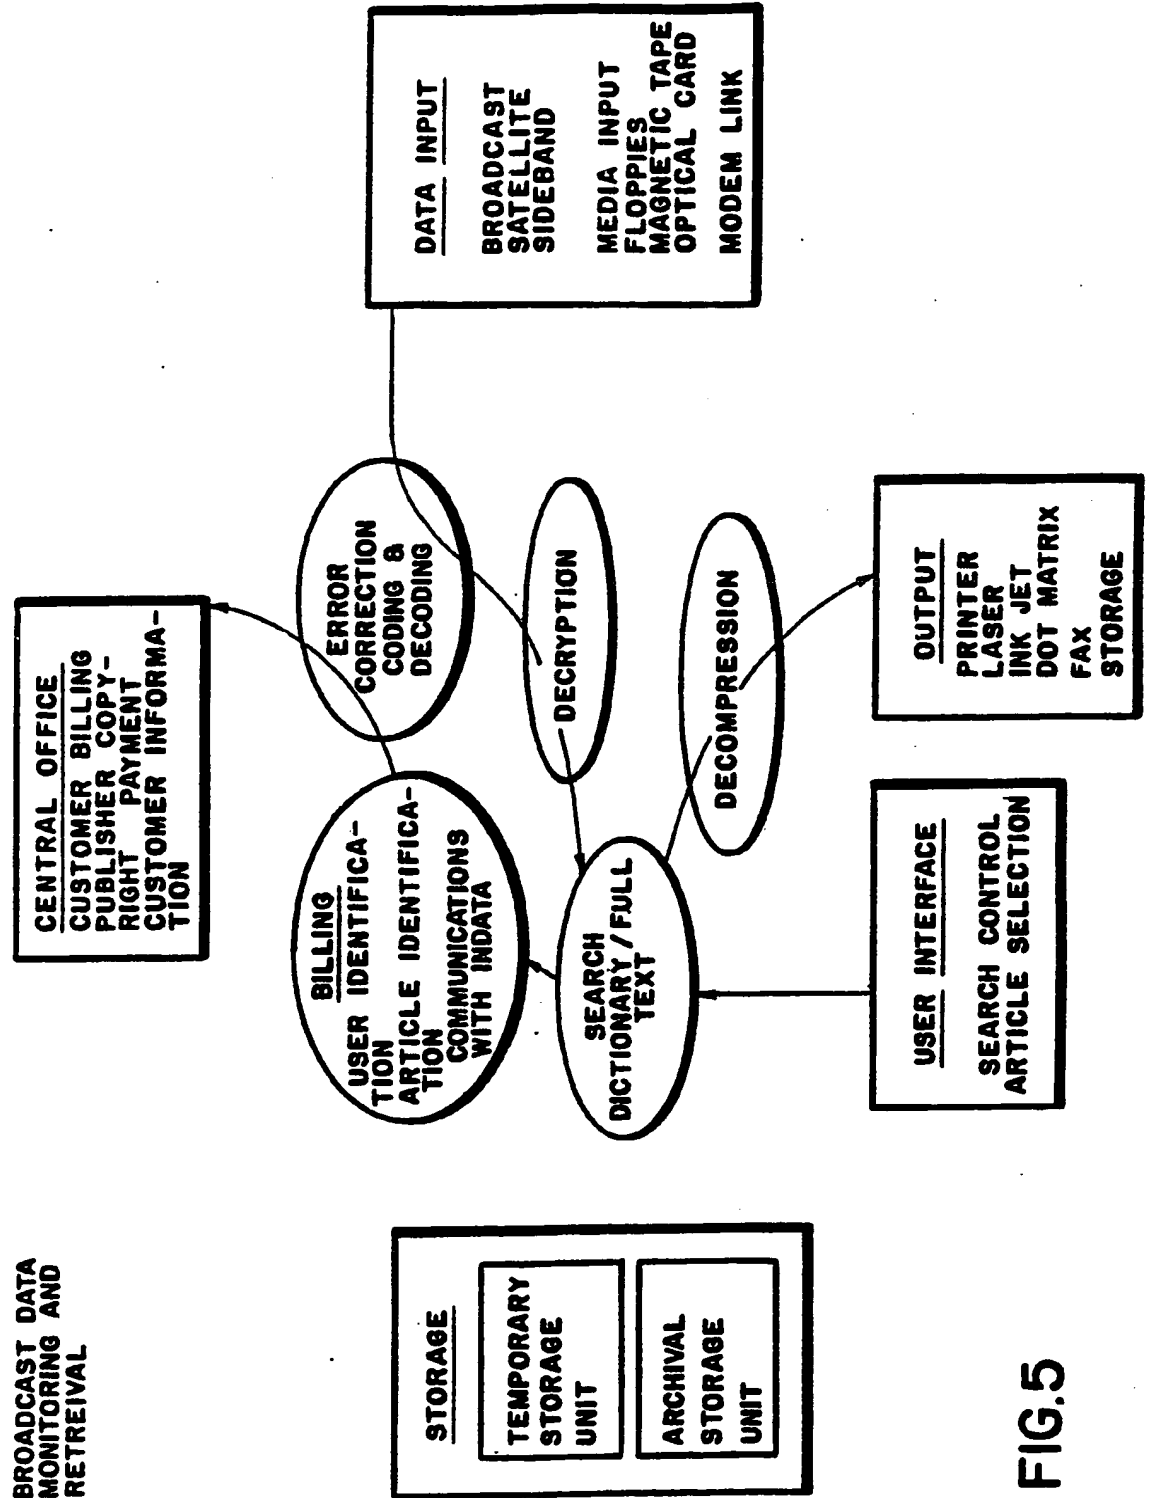 BROADCAST DATA
MONITORING AND
RETREIVAL
CENTRAL OFFICE
CUSTOMER BILLING
PUBLISHER COPY-
RIGHT PAYMENT
CUSTOMER INFORMA-
TION
BILLING
USER IDENTIFICA-
TION
ARTICLE IDENTIFICA-
TION
COMMUNICATIONS
WITH INDATA
ERROR
CORRECTION
CODING &
DECODING
DATA INPUT
BROADCAST
SATELLITE
SIDEBAND
MEDIA INPUT
FLOPPIES
MAGNETIC TAPE
OPTICAL CARD
MODEM LINK
STORAGE
TEMPORARY
STORAGE
UNIT
ARCHIVAL
STORAGE
UNIT
SEARCH
DICTIONARY/FULL
TEXT
DECRYPTION
DECOMPRESSION
USER INTERFACE
SEARCH CONTROL
ARTICLE SELECTION
OUTPUT
PRINTER
LASER
INK JET
DOT MATRIX
FAX
STORAGE
FIG.5